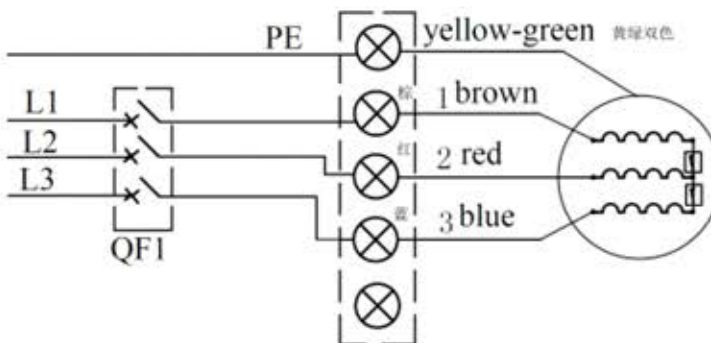 PE
yellow-green 黄绿双色
L1
棕
1 brown
L2
红
2 red
L3
蓝
3 blue
QF1